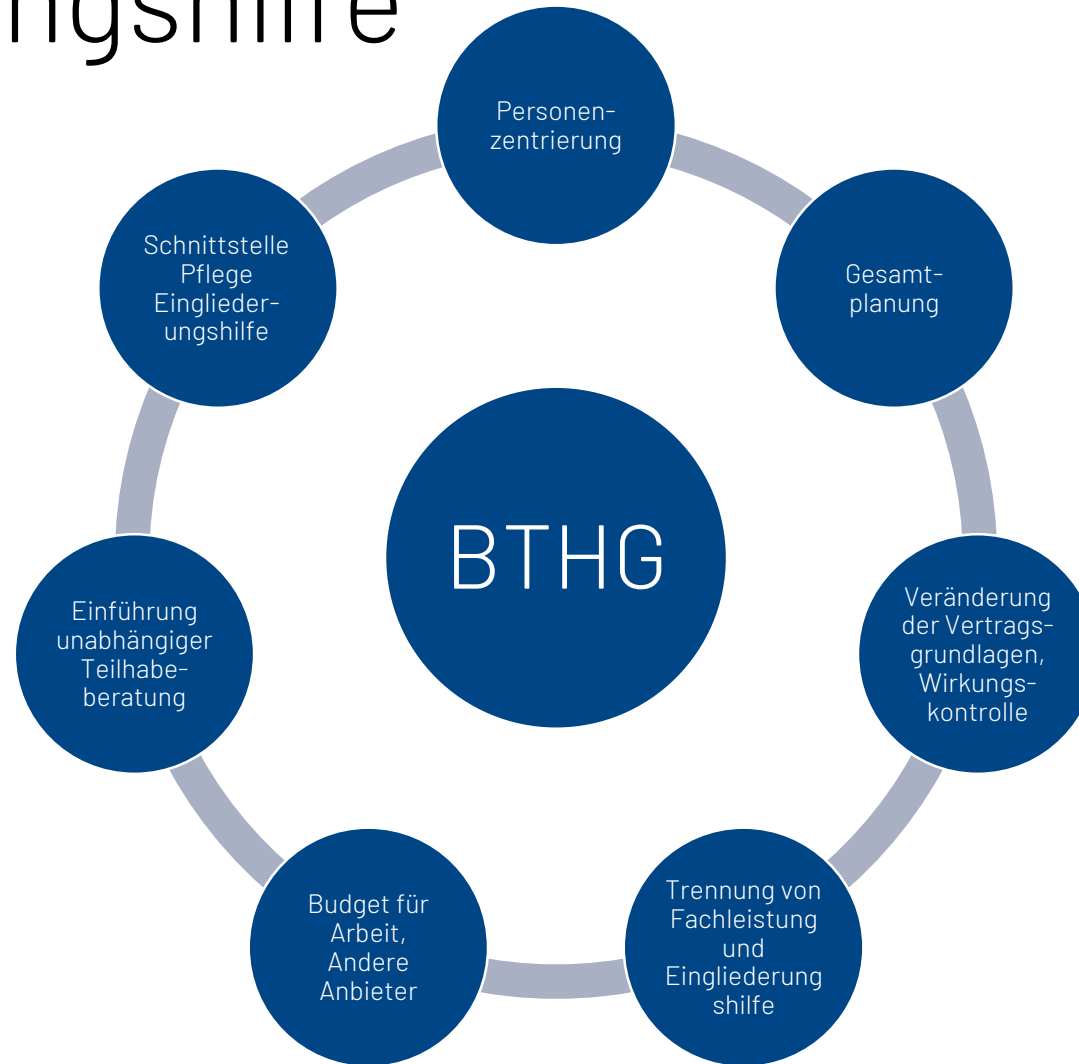 ngshilfe
Personen-
zentrierung
Gesamt-
planung
Veränderung
der Vertrags-
grundlagen,
Wirkungs-
kontrolle
Trennung von
Fachleistung
und
Eingliederung
shilfe
Budget für
Arbeit,
Andere
Anbieter
Einführung
unabhängiger
Teilhabe-
beratung
Schnittstelle
Pflege
Einglieder-
ungshilfe
BTHG